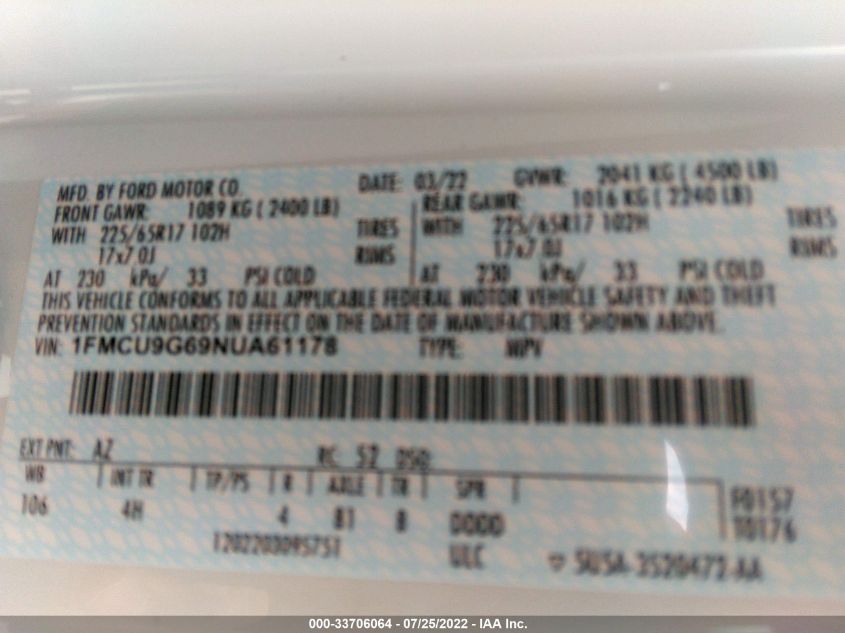 MFD. BY FORD MOTOR CO. DATE: 03/22 GVWR: 2041 KG ( 4500 LB)
FRONT GAWR: 1089 KG ( 2400 LB) REAR GAWR: 1016 KG ( 2240 LB)
WITH 225/65R17 102H TIRES WITH 225/65R17 102H TIRES
17x7.0J RIMS 17x7.0J RIMS
AT 230 kPa/ 33 PSI COLD AT 230 kPa/ 33 PSI COLD
THIS VEHICLE CONFORMS TO ALL APPLICABLE FEDERAL MOTOR VEHICLE SAFETY AND THEFT
PREVENTION STANDARDS IN EFFECT ON THE DATE OF MANUFACTURE SHOWN ABOVE.
VIN: 1FMCU9G69NUA61178 TYPE: MPV
EXT PNT: AZ RC: 52 DSO:
WB INT TR TP/PS R AXLE TR SPR F0157
106 4H 4 81 8 DDDD T0176
1202203095751 ULC 5USA-3520472-AA
000-33706064 - 07/25/2022 - IAA Inc.